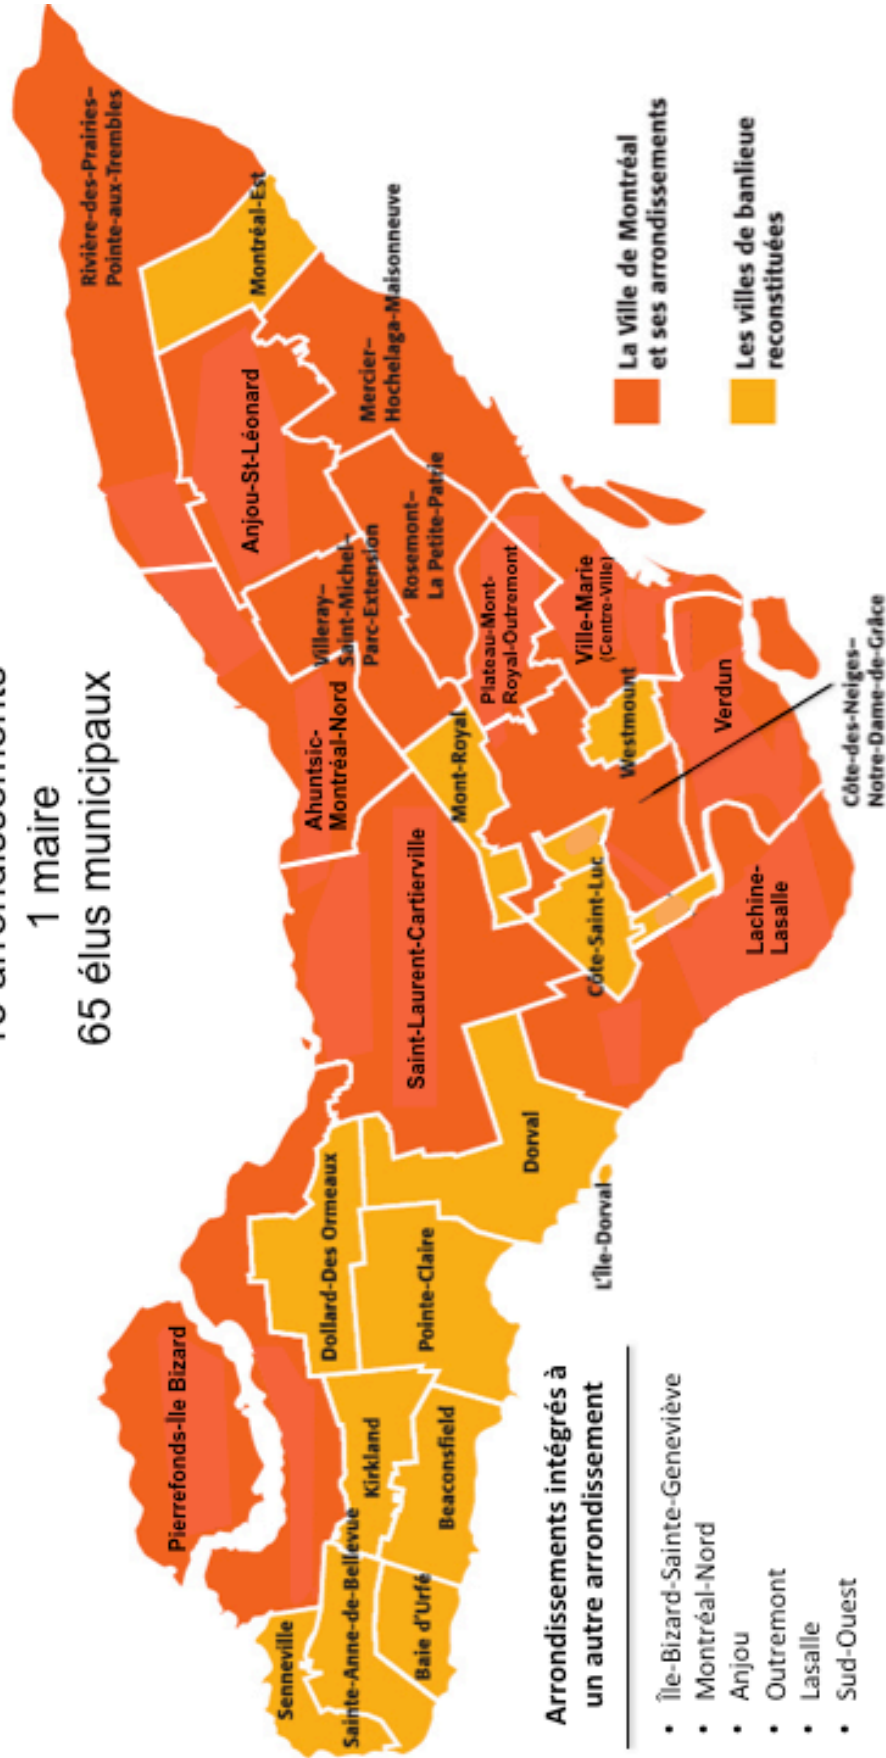 arrondissements
1 maire
65 élus municipaux
Pierrefonds-Île Bizard
Senneville
Sainte-Anne-de-Bellevue
Baie d'Urfé
Kirkland
Beaconsfield
Dollard-Des Ormeaux
Pointe-Claire
Dorval
L'Île-Dorval
Saint-Laurent-Cartierville
Ahuntsic-
Montréal-Nord
Mont-Royal
Côte-Saint-Luc
Lachine-
Lasalle
Villeray–
Saint-Michel–
Parc-Extension
Rosemont–
La Petite-Patrie
Plateau-Mont-
Royal-Outremont
Ville-Marie
(Centre-Ville)
Westmount
Verdun
Côte-des-Neiges–
Notre-Dame-de-Grâce
Anjou-St-Léonard
Mercier–
Hochelaga-Maisonneuve
Montréal-Est
Rivière-des-Prairies–
Pointe-aux-Trembles
La Ville de Montréal
et ses arrondissements
Les villes de banlieue
reconstituées
Arrondissements intégrés à
un autre arrondissement
• Île-Bizard-Sainte-Geneviève
• Montréal-Nord
• Anjou
• Outremont
• Lasalle
• Sud-Ouest